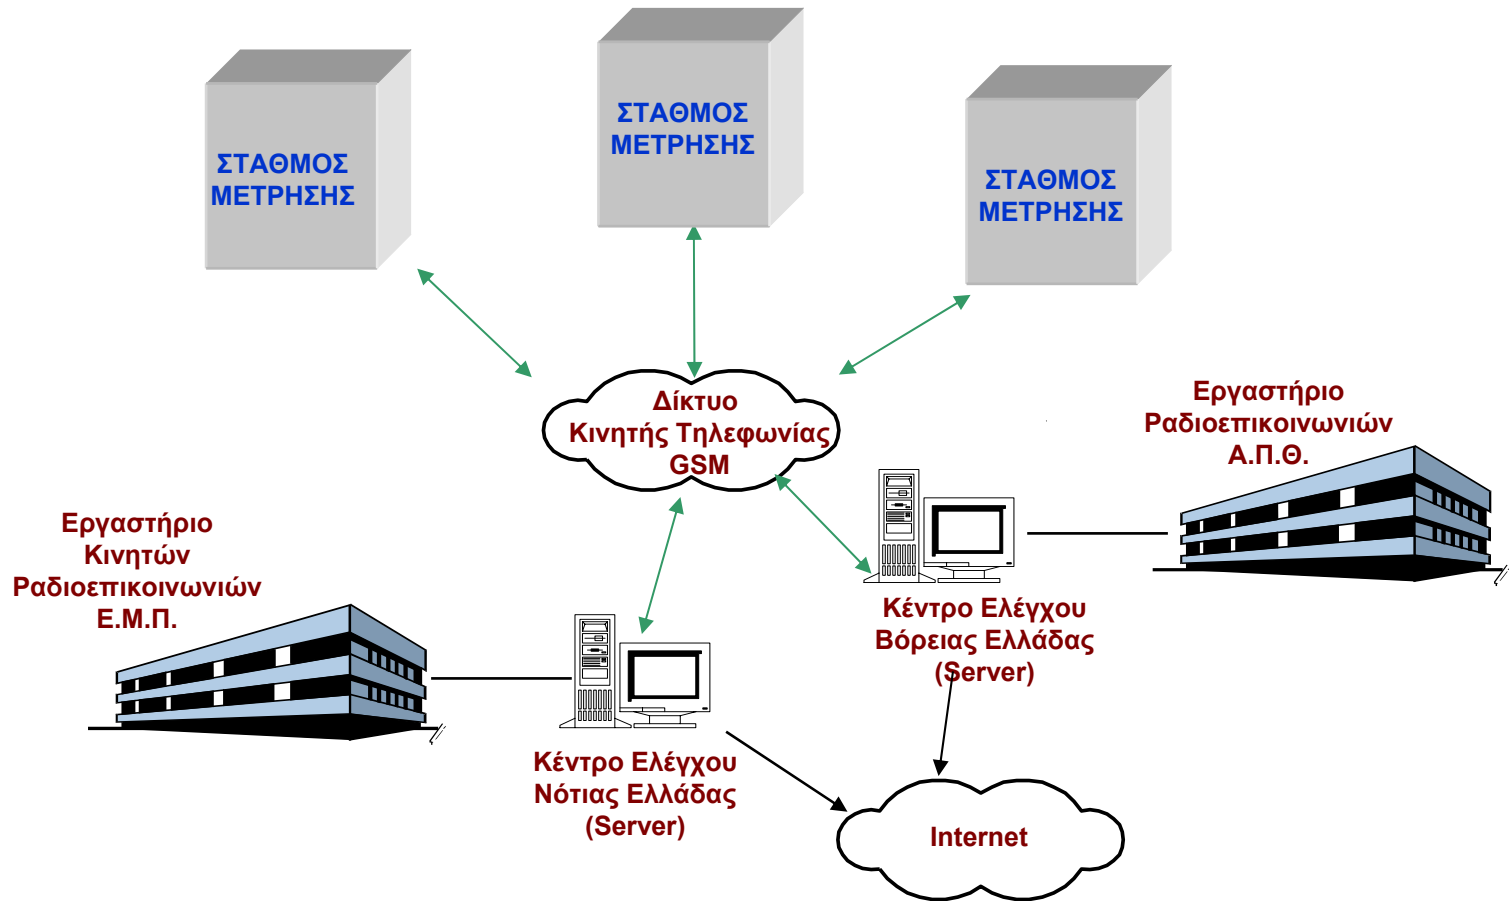 ΣΤΑΘΜΟΣ
ΜΕΤΡΗΣΗΣ
ΣΤΑΘΜΟΣ
ΜΕΤΡΗΣΗΣ
ΣΤΑΘΜΟΣ
ΜΕΤΡΗΣΗΣ
Δίκτυο
Κινητής Τηλεφωνίας
GSM
Εργαστήριο
Ραδιοεπικοινωνιών
Α.Π.Θ.
Εργαστήριο
Κινητών
Ραδιοεπικοινωνιών
Ε.Μ.Π.
Κέντρο Ελέγχου
Βόρειας Ελλάδας
(Server)
Κέντρο Ελέγχου
Νότιας Ελλάδας
(Server)
Internet